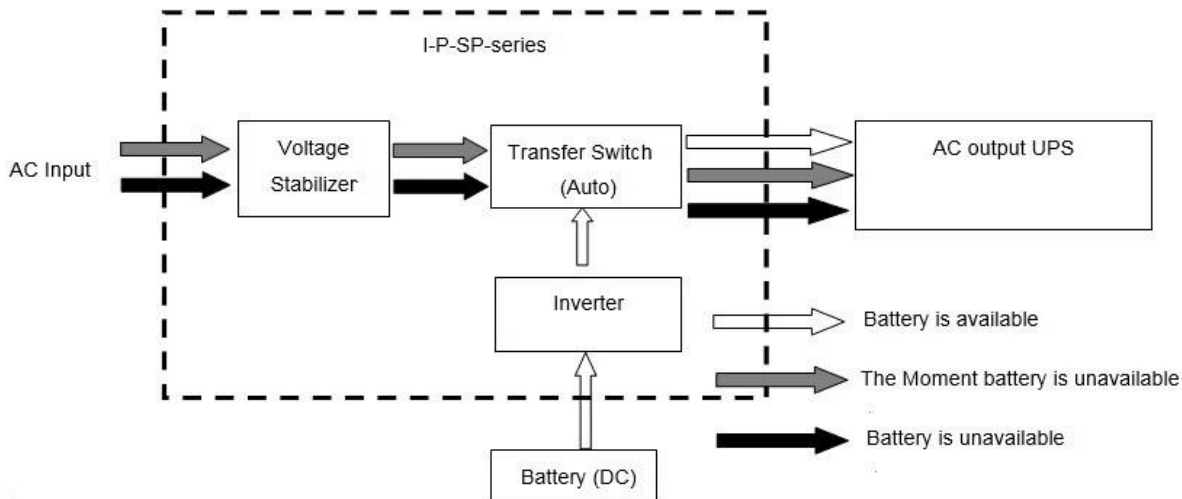 I-P-SP-series
AC Input
Voltage
Stabilizer
Transfer Switch
(Auto)
AC output UPS
Inverter
Battery (DC)
Battery is available
The Moment battery is unavailable
Battery is unavailable